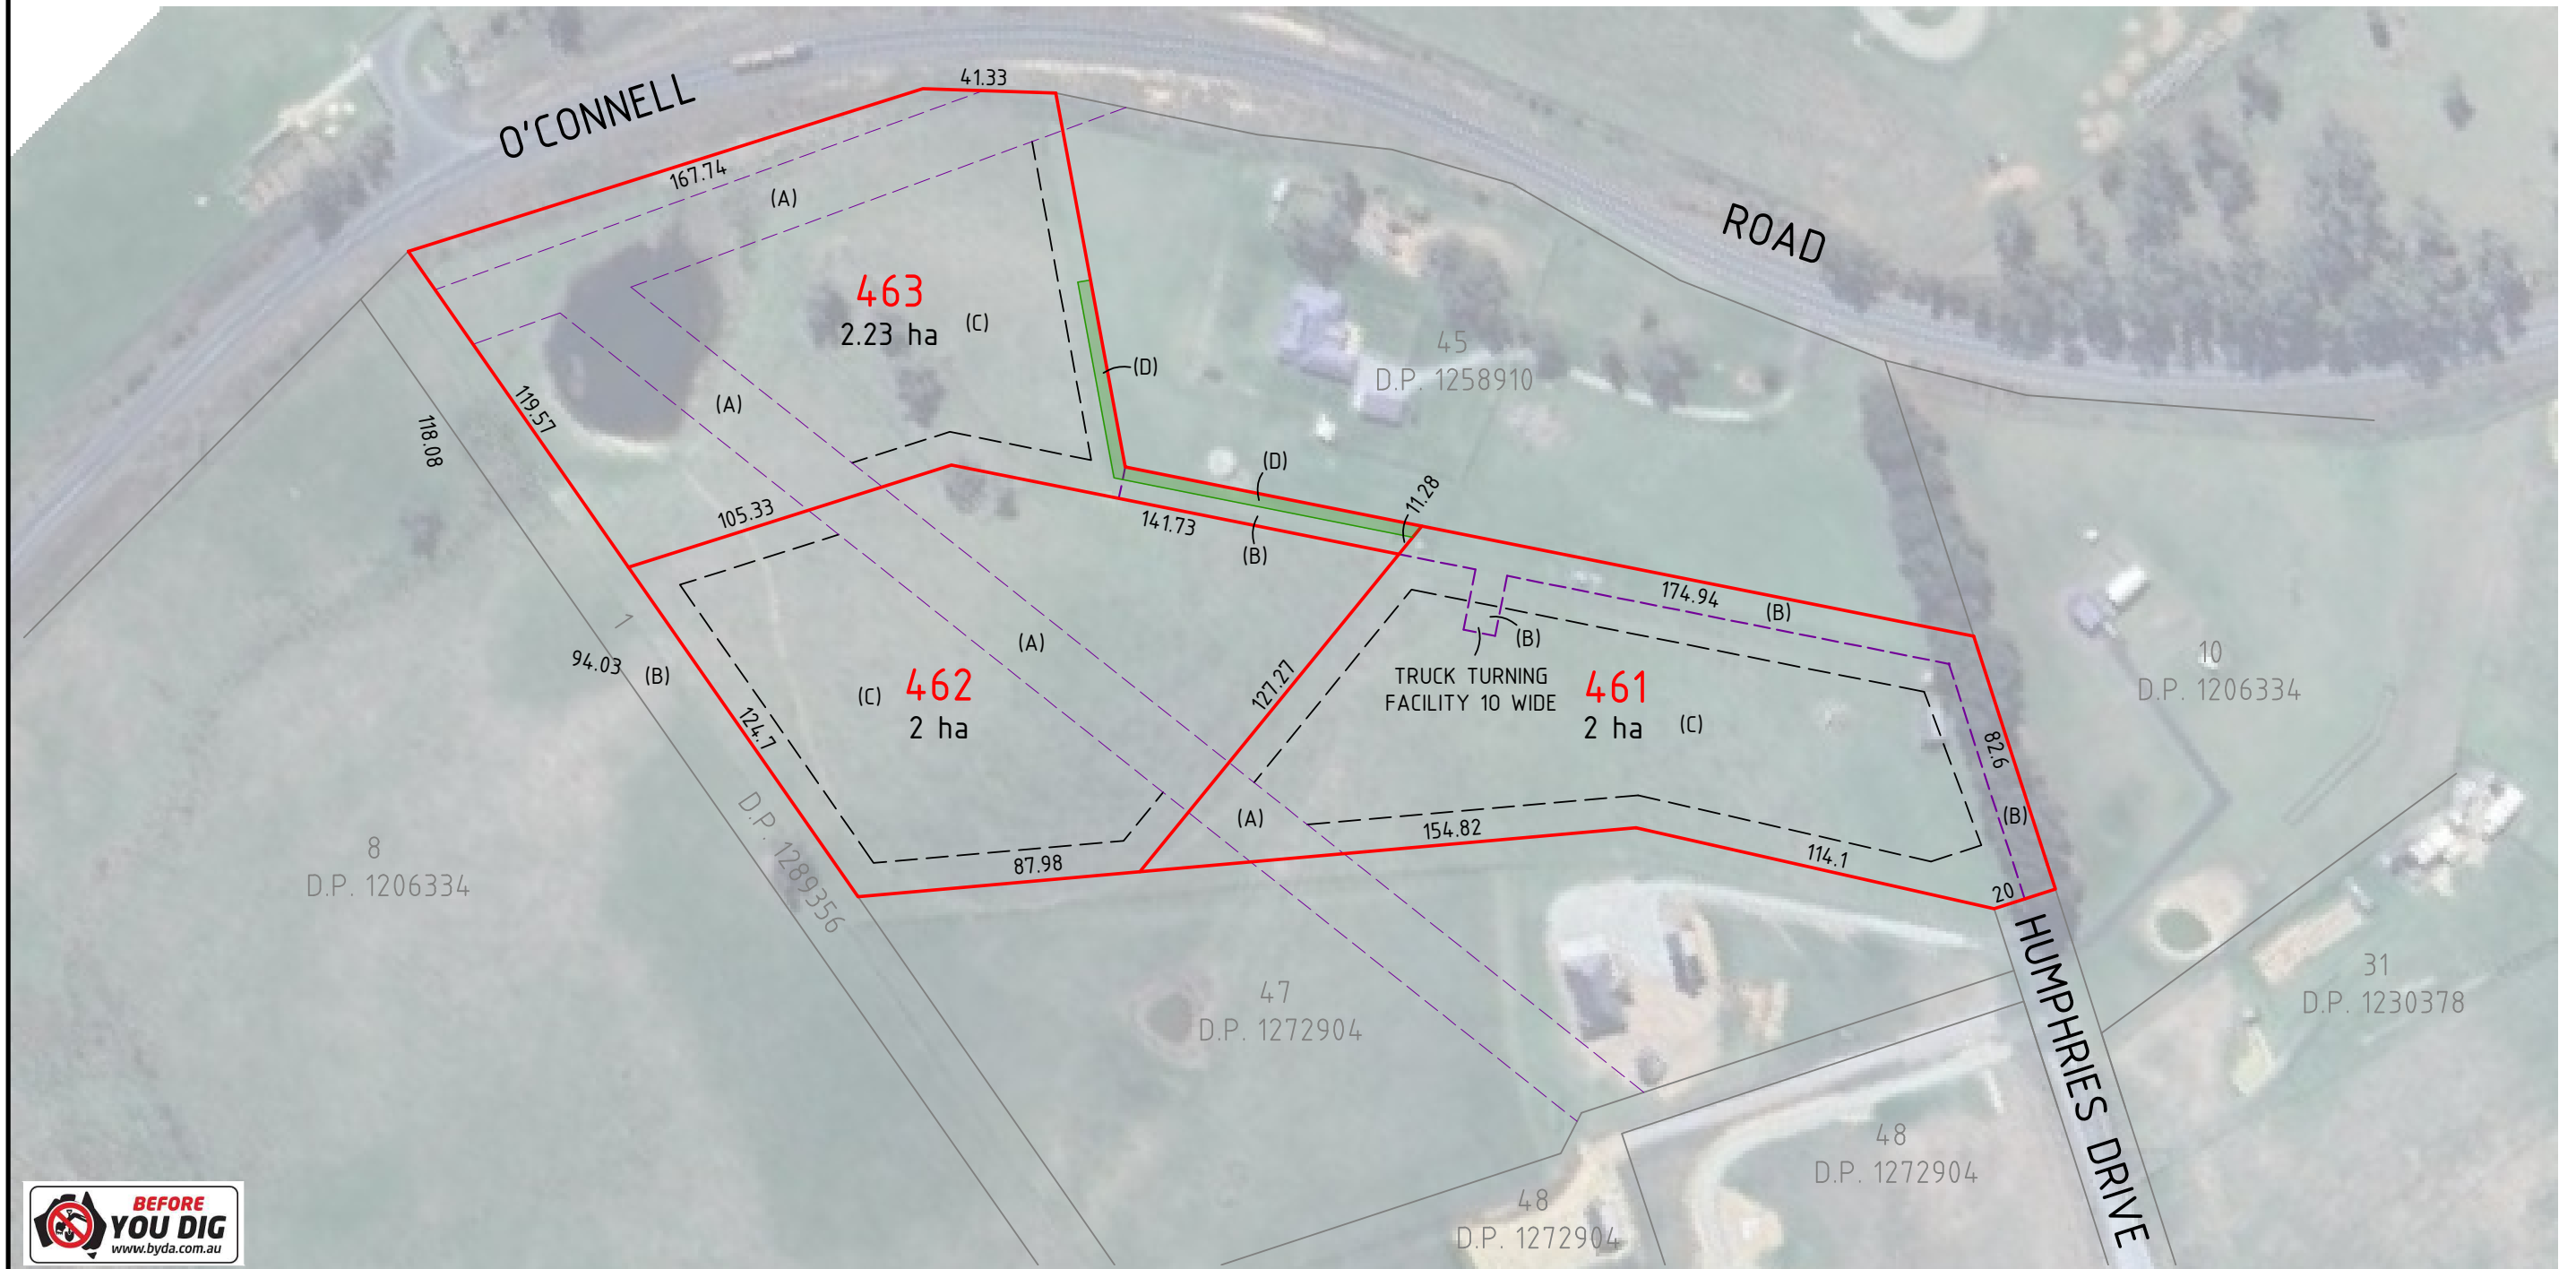 41.33
O'CONNELL
167.74
(A)
ROAD
463
2.23 ha
(C)
45
D.P. 1258910
(D)
(A)
119.57
118.08
(D)
11.28
105.33
141.73
(B)
174.94
(B)
1
94.03
(B)
(A)
(B)
TRUCK TURNING
FACILITY 10 WIDE
461
2 ha
(C)
10
D.P. 1206334
127.27
462
2 ha
(C)
124.7
82.6
(B)
(A)
154.82
114.1
87.98
20
8
D.P. 1206334
D.P. 1289356
HUMPHRIES DRIVE
31
D.P. 1230378
47
D.P. 1272904
48
D.P. 1272904
48
D.P. 1272904
BEFORE
YOU DIG
www.byda.com.au